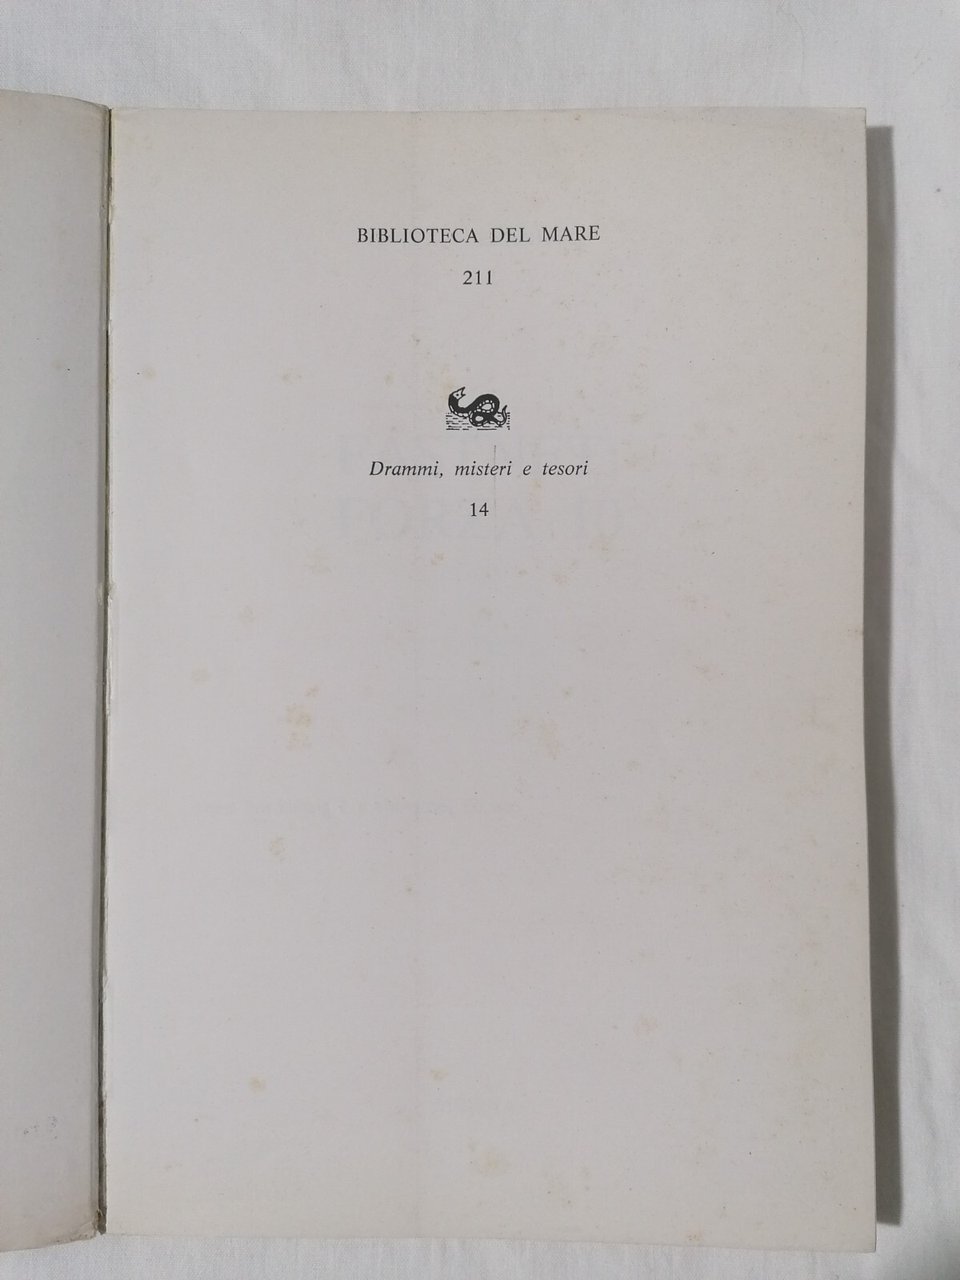 BIBLIOTECA DEL MARE
211
Drammi, misteri e tesori
14